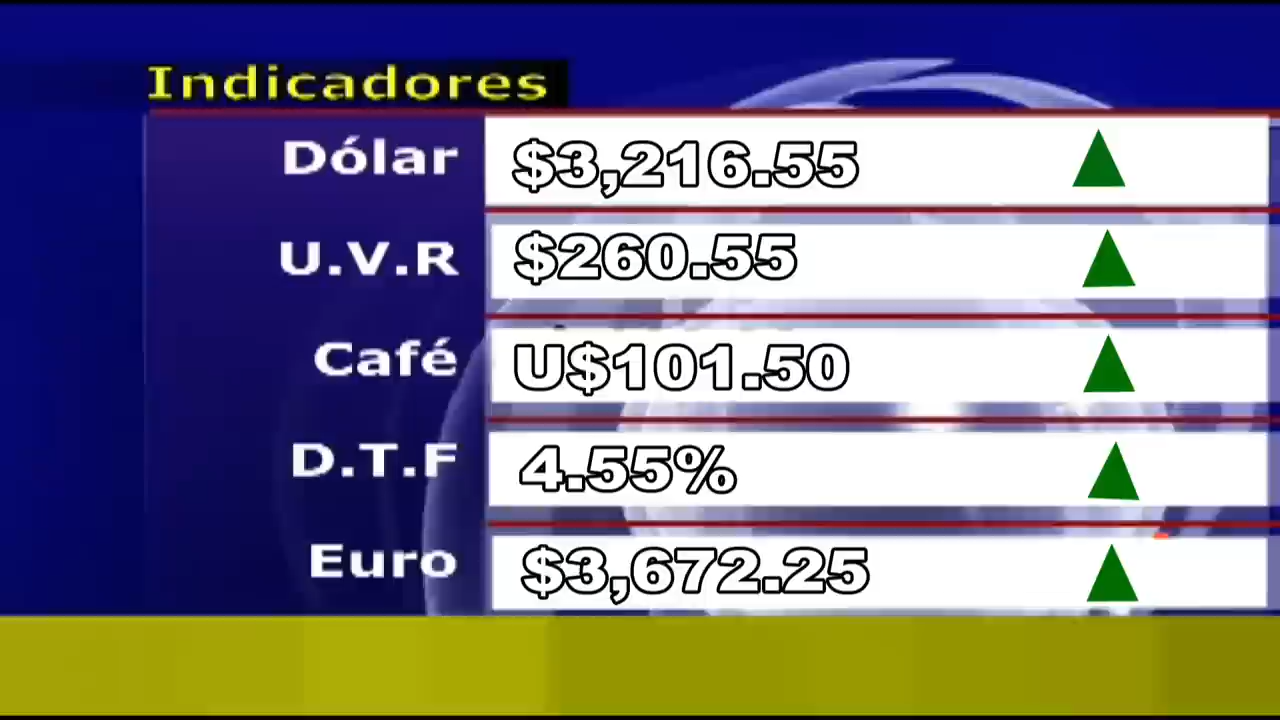 Indicadores
Dólar $3,216.55
U.V.R $260.55
Café U$101.50
D.T.F 4.55%
Euro $3,672.25